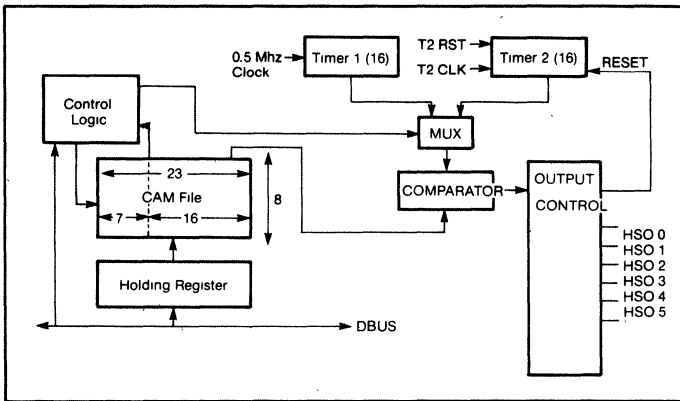 0.5 Mhz
Clock
Timer 1 (16)
T2 RST
T2 CLK
Timer 2 (16)
RESET
Control
Logic
MUX
23
CAM File
7
16
8
COMPARATOR
OUTPUT
CONTROL
HSO 0
HSO 1
HSO 2
HSO 3
HSO 4
HSO 5
Holding Register
DBUS